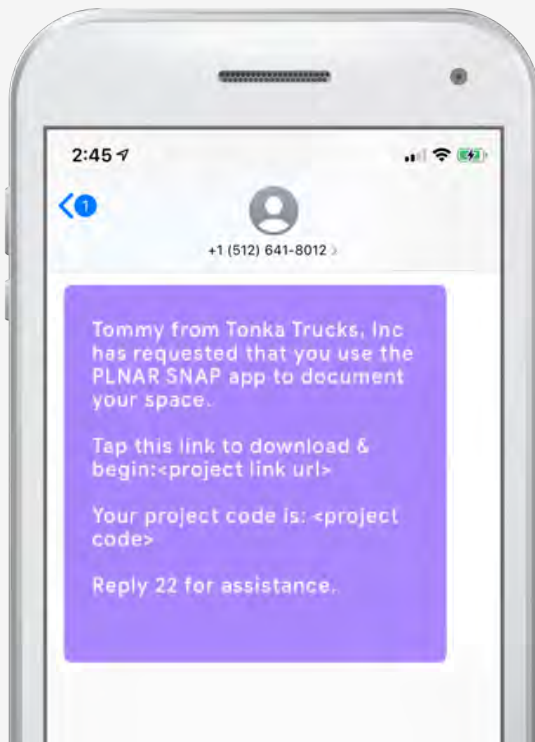 2:45
1
+1 (512) 641-8012 >
Tommy from Tonka Trucks, Inc
has requested that you use the
PLNAR SNAP app to document
your space.
Tap this link to download &
begin:<project link url>
Your project code is: <project
code>
Reply 22 for assistance.